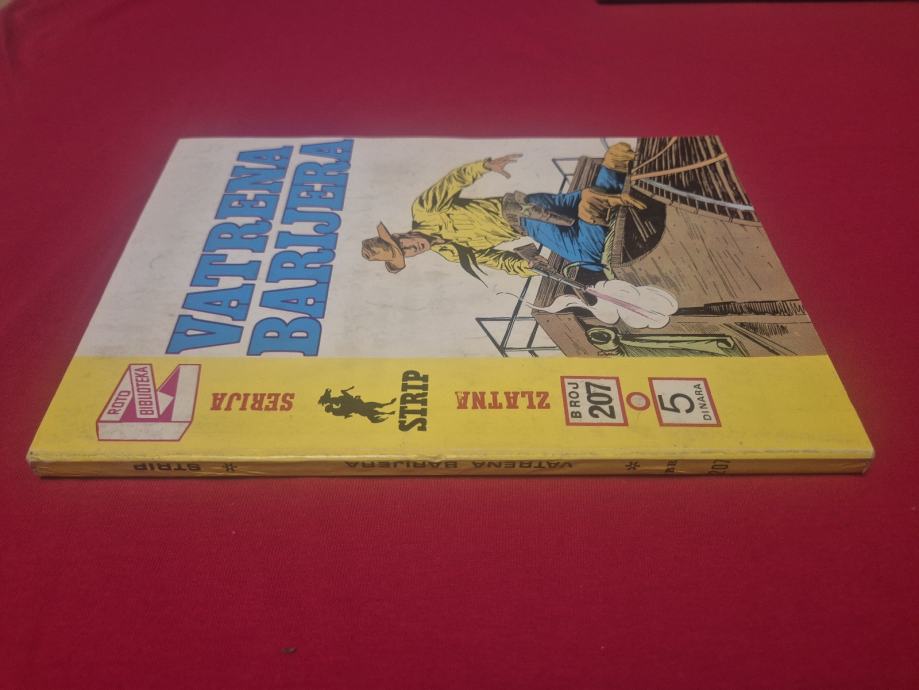 VATRENA
BARIJERA
ROTO
BIBLIOTEKA
SERIJA
STRIP
ZLATNA
BROJ
207
5
DINARA
STRIP * VATRENA BARIJERA * 207